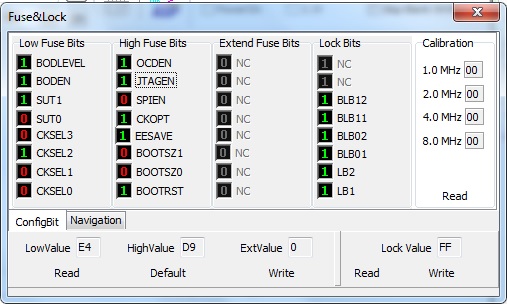 Fuse&Lock
Low Fuse Bits
1 BODLEVEL
1 BODEN
1 SUT1
0 SUT0
0 CKSEL3
1 CKSEL2
0 CKSEL1
0 CKSEL0
High Fuse Bits
1 OCDEN
1 JTAGEN
0 SPIEN
1 CKOPT
1 EESAVE
0 BOOTSZ1
0 BOOTSZ0
1 BOOTRST
Extend Fuse Bits
0 NC
0 NC
0 NC
0 NC
0 NC
0 NC
0 NC
0 NC
Lock Bits
1 NC
1 NC
1 BLB12
1 BLB11
1 BLB02
1 BLB01
1 LB2
1 LB1
Calibration
1.0 MHz 00
2.0 MHz 00
4.0 MHz 00
8.0 MHz 00
Read
ConfigBit Navigation
LowValue E4 HighValue D9 ExtValue 0 Lock Value FF
Read Default Write Read Write